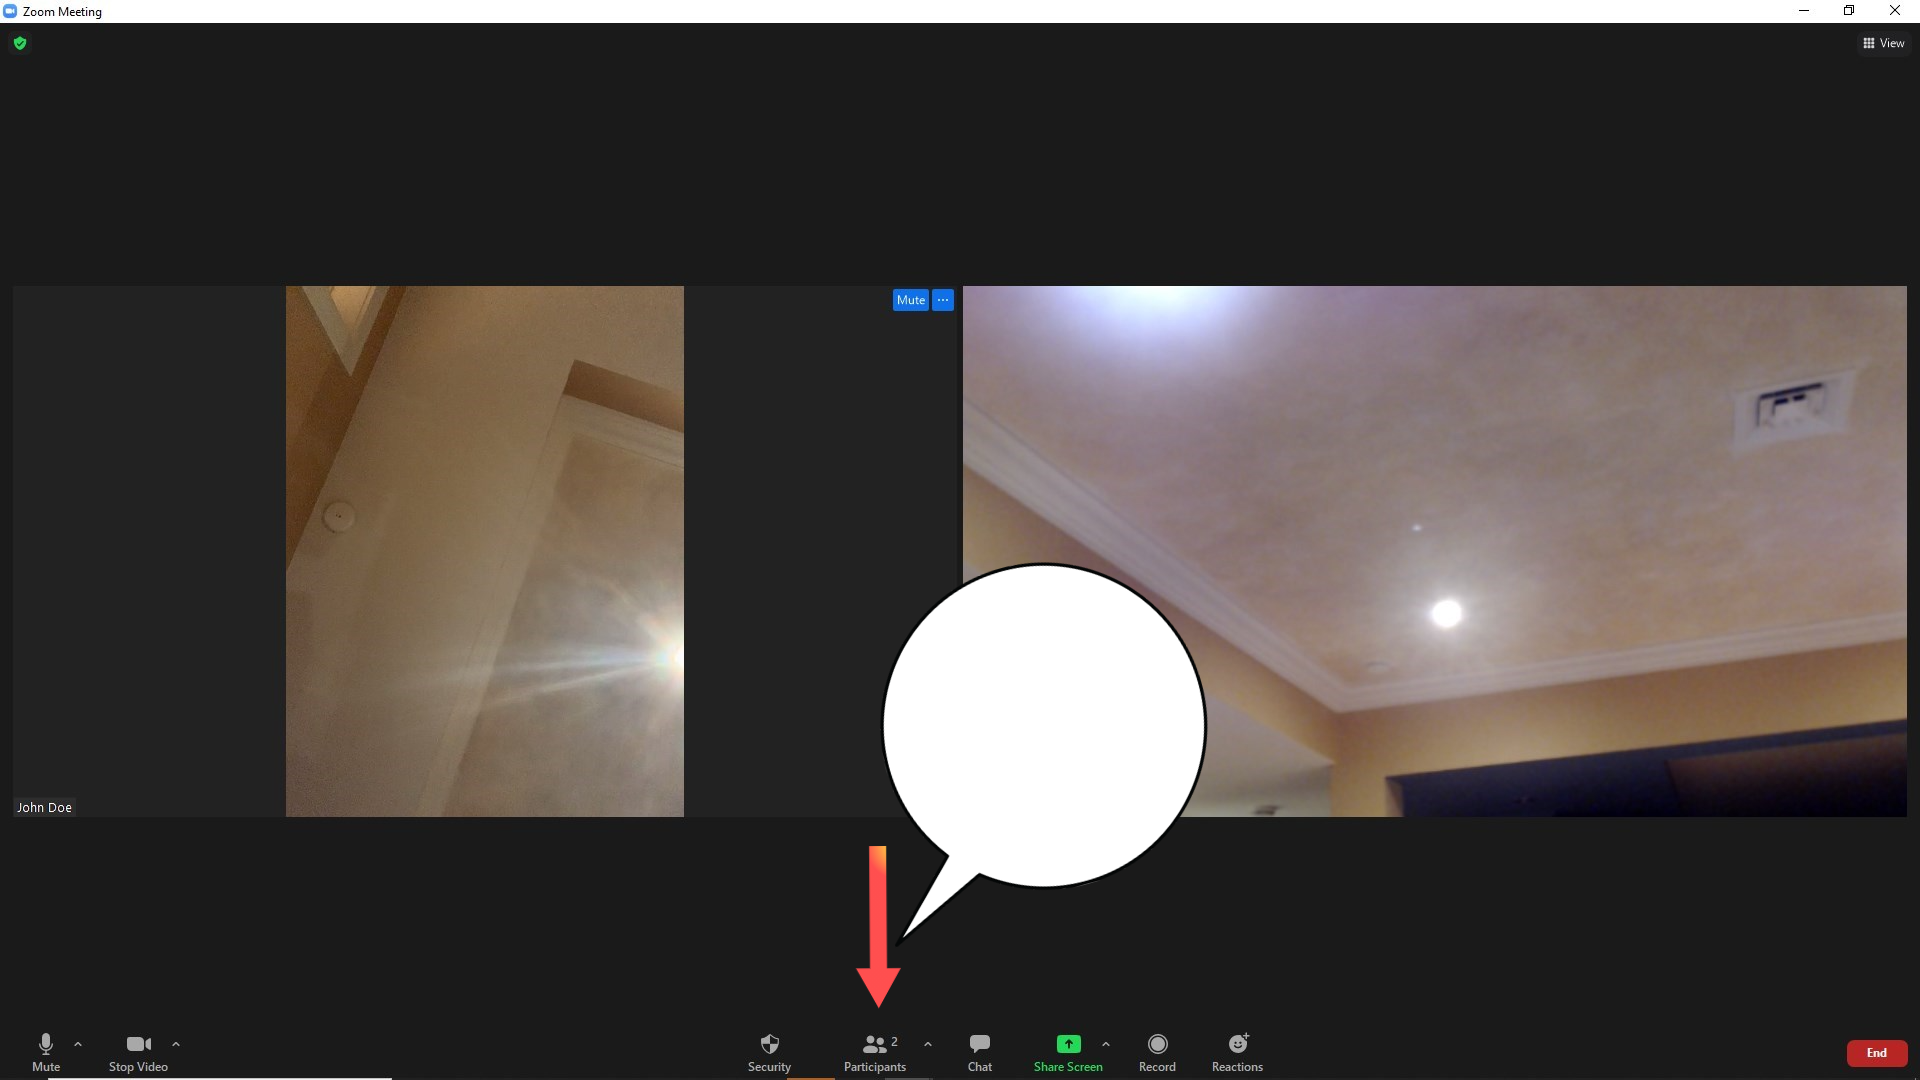 Zoom Meeting
View
Mute ...
John Doe
Mute
Stop Video
Security
2
Participants
Chat
Share Screen
Record
Reactions
End